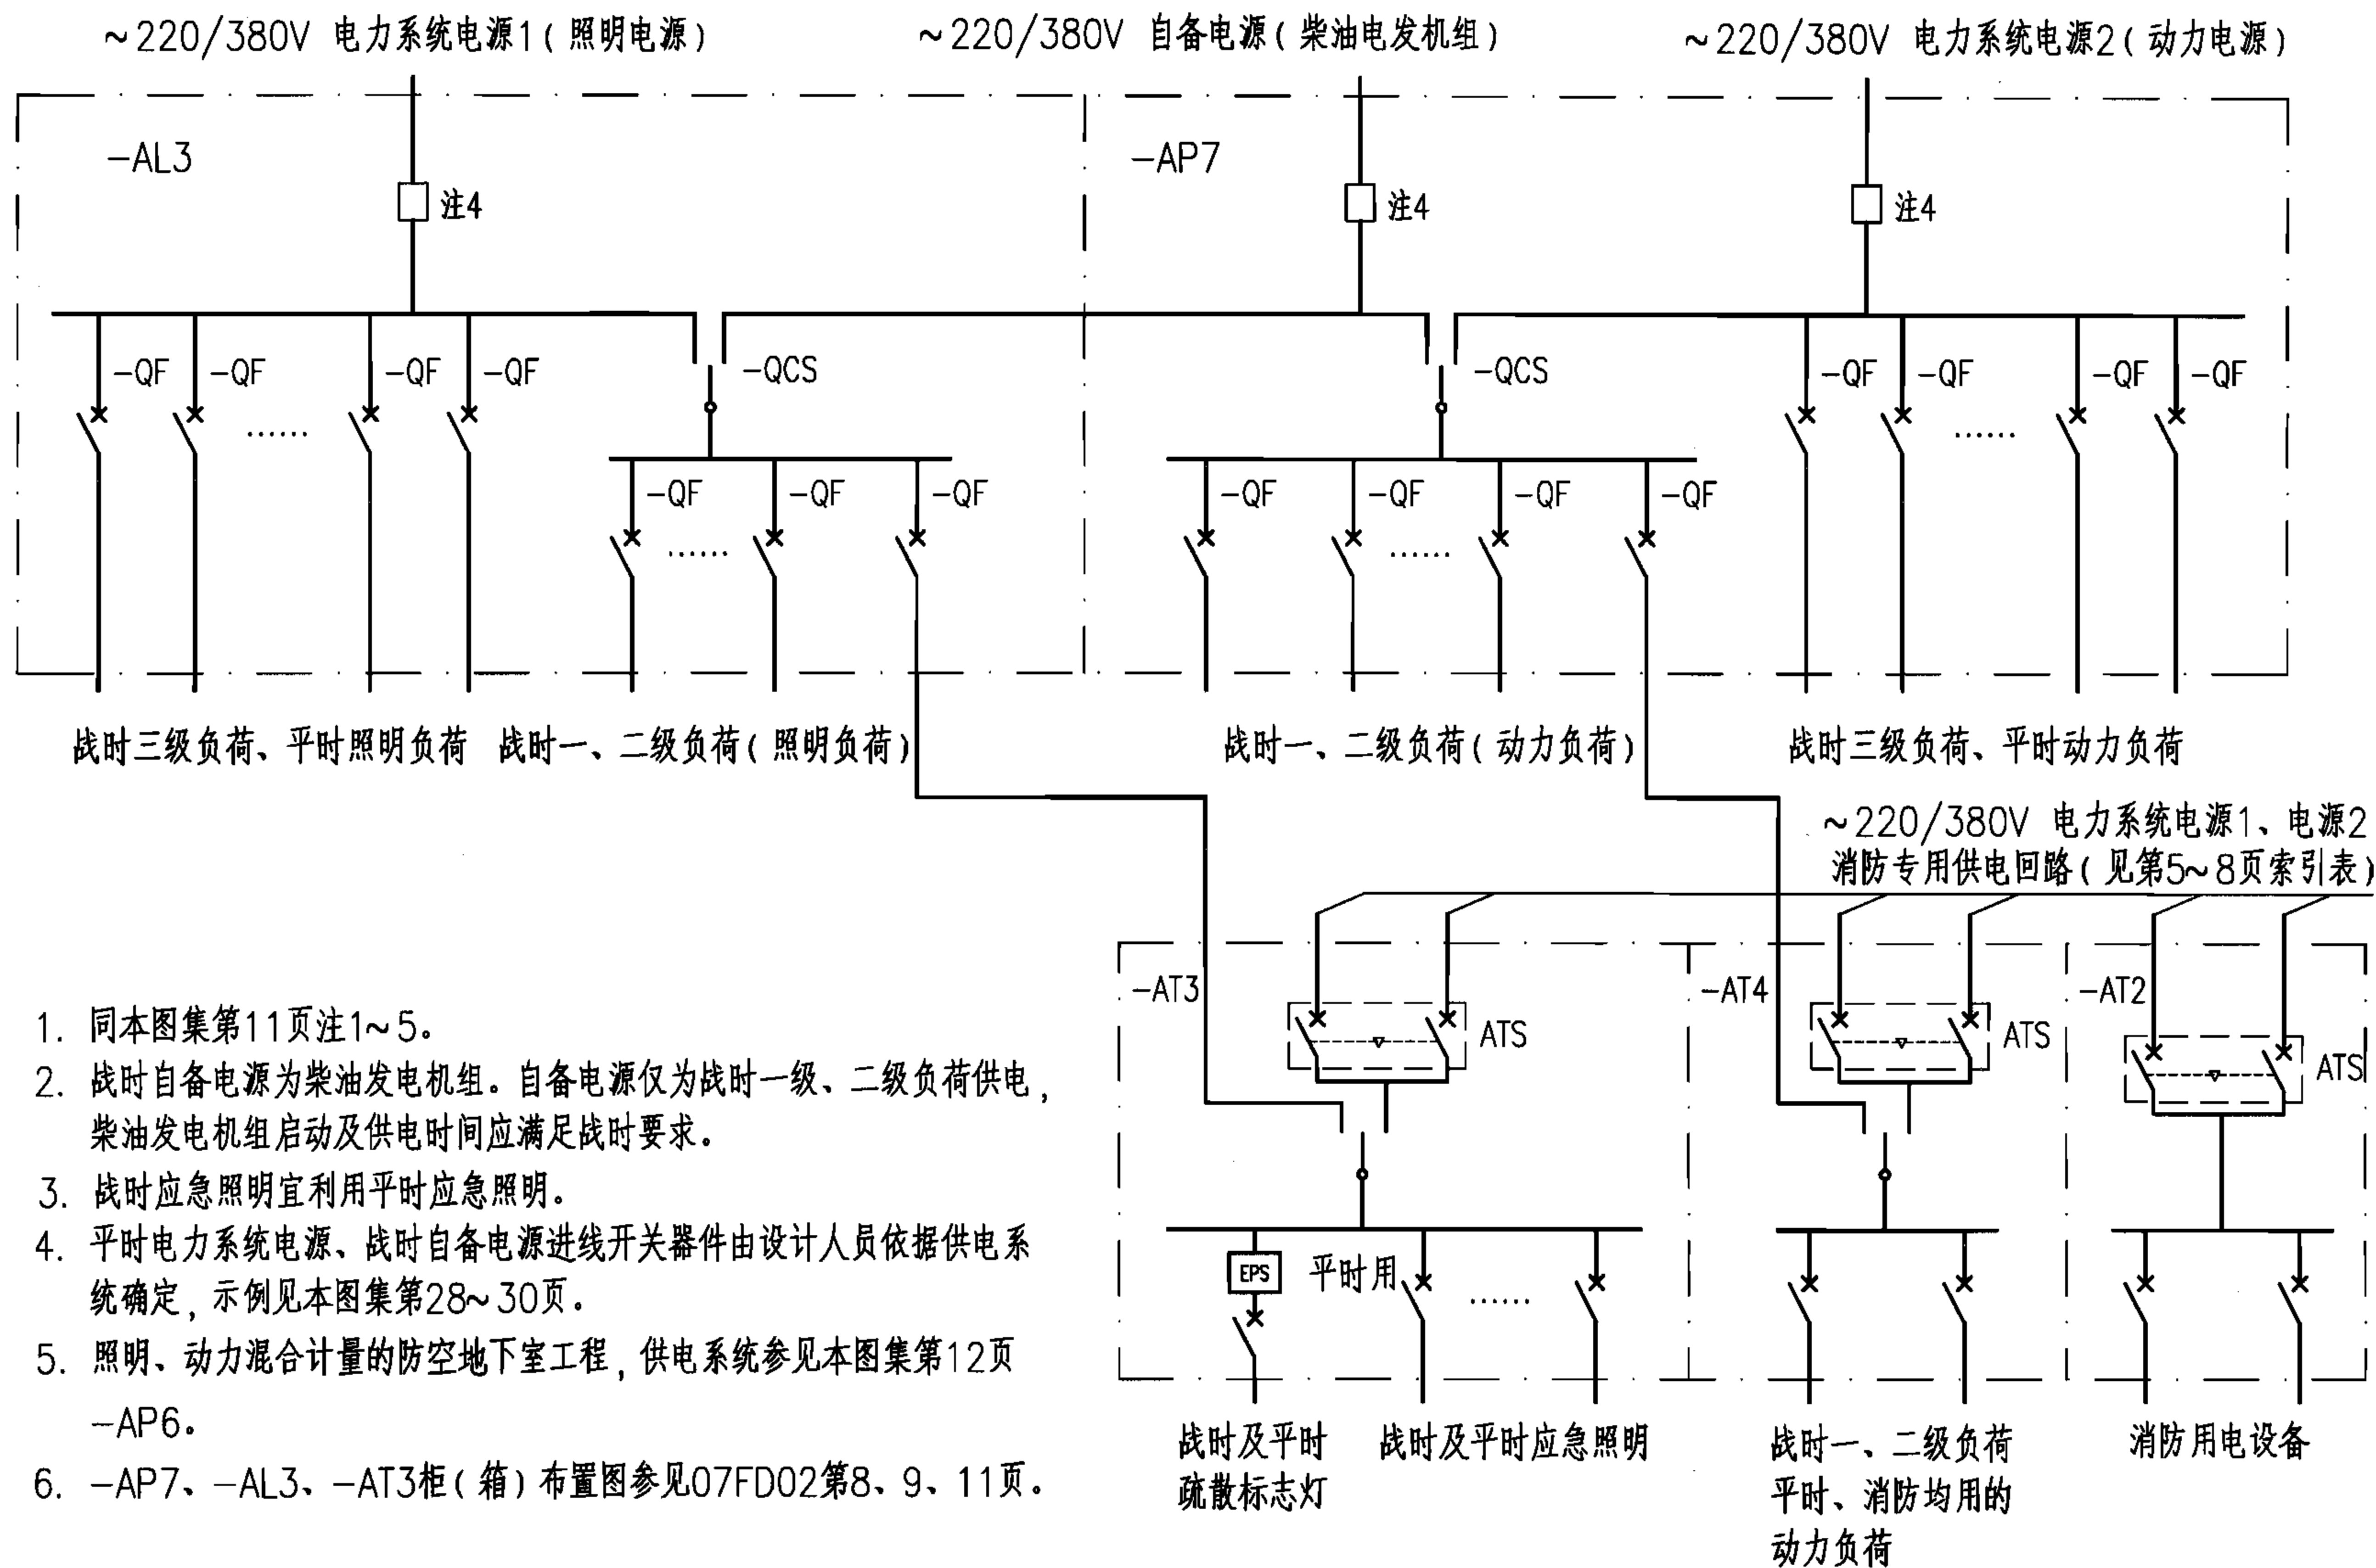 ~220/380V 电力系统电源1(照明电源)
~220/380V 自备电源(柴油电发机组)
~220/380V 电力系统电源2(动力电源)
-AL3
-AP7
注4
注4
注4
-QF
-QF
-QF
-QF
-QCS
-QCS
-QF
-QF
-QF
-QF
······
······
-QF
-QF
-QF
-QF
-QF
-QF
-QF
······
······
战时三级负荷、平时照明负荷
战时一、二级负荷(照明负荷)
战时一、二级负荷(动力负荷)
战时三级负荷、平时动力负荷
~220/380V 电力系统电源1、电源2
消防专用供电回路(见第5~8页索引表)
-AT3
ATS
-AT4
ATS
-AT2
ATS
EPS
平时用
······
战时及平时
疏散标志灯
战时及平时应急照明
战时一、二级负荷
平时、消防均用的
动力负荷
消防用电设备
1. 同本图集第11页注1~5。
2. 战时自备电源为柴油发电机组。自备电源仅为战时一级、二级负荷供电,
柴油发电机组启动及供电时间应满足战时要求。
3. 战时应急照明宜利用平时应急照明。
4. 平时电力系统电源、战时自备电源进线开关器件由设计人员依据供电系
统确定,示例见本图集第28~30页。
5. 照明、动力混合计量的防空地下室工程,供电系统参见本图集第12页
-AP6。
6. -AP7、-AL3、-AT3柜(箱)布置图参见07FD02第8、9、11页。